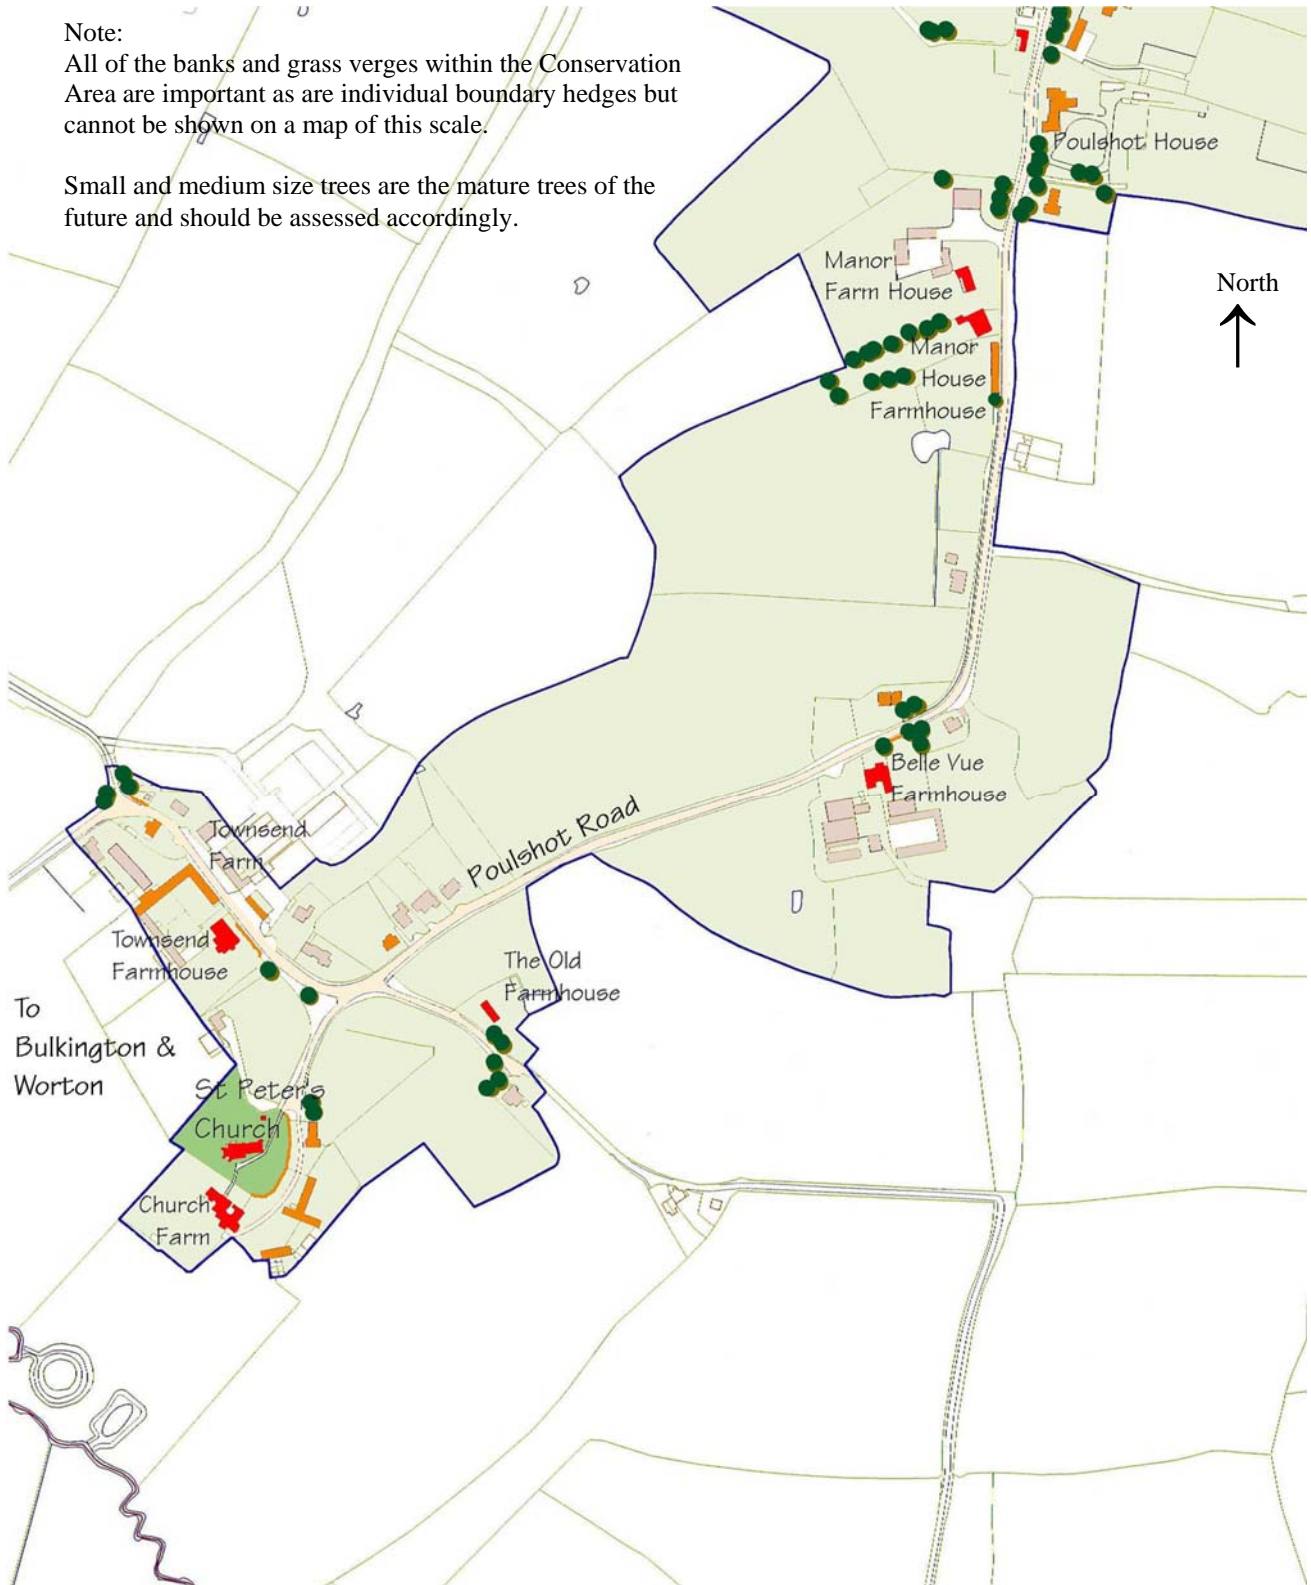 Note:
All of the banks and grass verges within the Conservation
Area are important as are individual boundary hedges but
cannot be shown on a map of this scale.
Small and medium size trees are the mature trees of the
future and should be assessed accordingly.
Poulshot House
North
Manor
Farm House
Manor
House
Farmhouse
Belle Vue
Farmhouse
Poulshot Road
Townsend
Farm
Townsend
Farmhouse
The Old
Farmhouse
To
Bulkington &
Worton
St Peter's
Church
Church
Farm